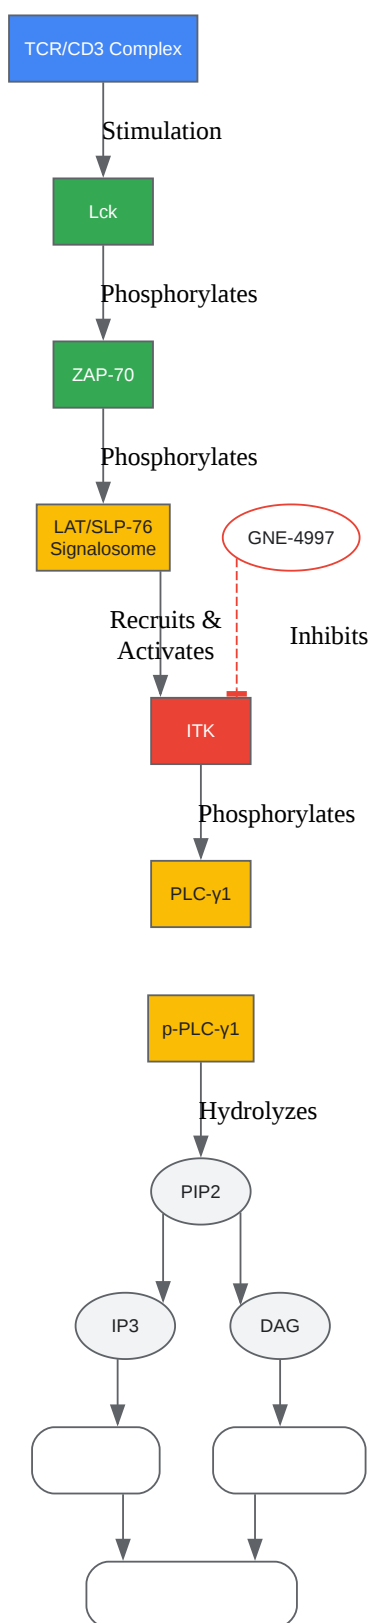 TCR/CD3 Complex
Stimulation
Lck
Phosphorylates
ZAP-70
Phosphorylates
LAT/SLP-76
Signalosome
GNE-4997
Recruits &
Activates
Inhibits
ITK
Phosphorylates
PLC-γ1
p-PLC-γ1
Hydrolyzes
PIP2
IP3
DAG